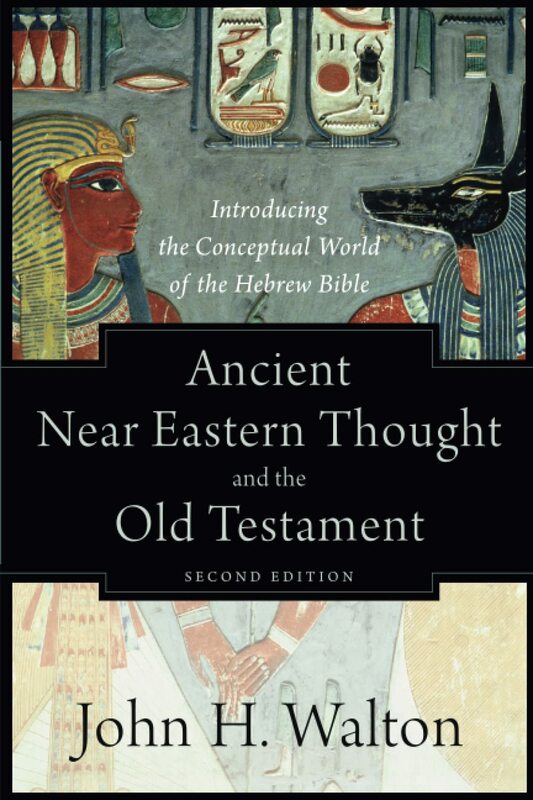 Introducing
the Conceptual World
of the Hebrew Bible
Ancient
Near Eastern Thought
and the
Old Testament
SECOND EDITION
John H. Walton